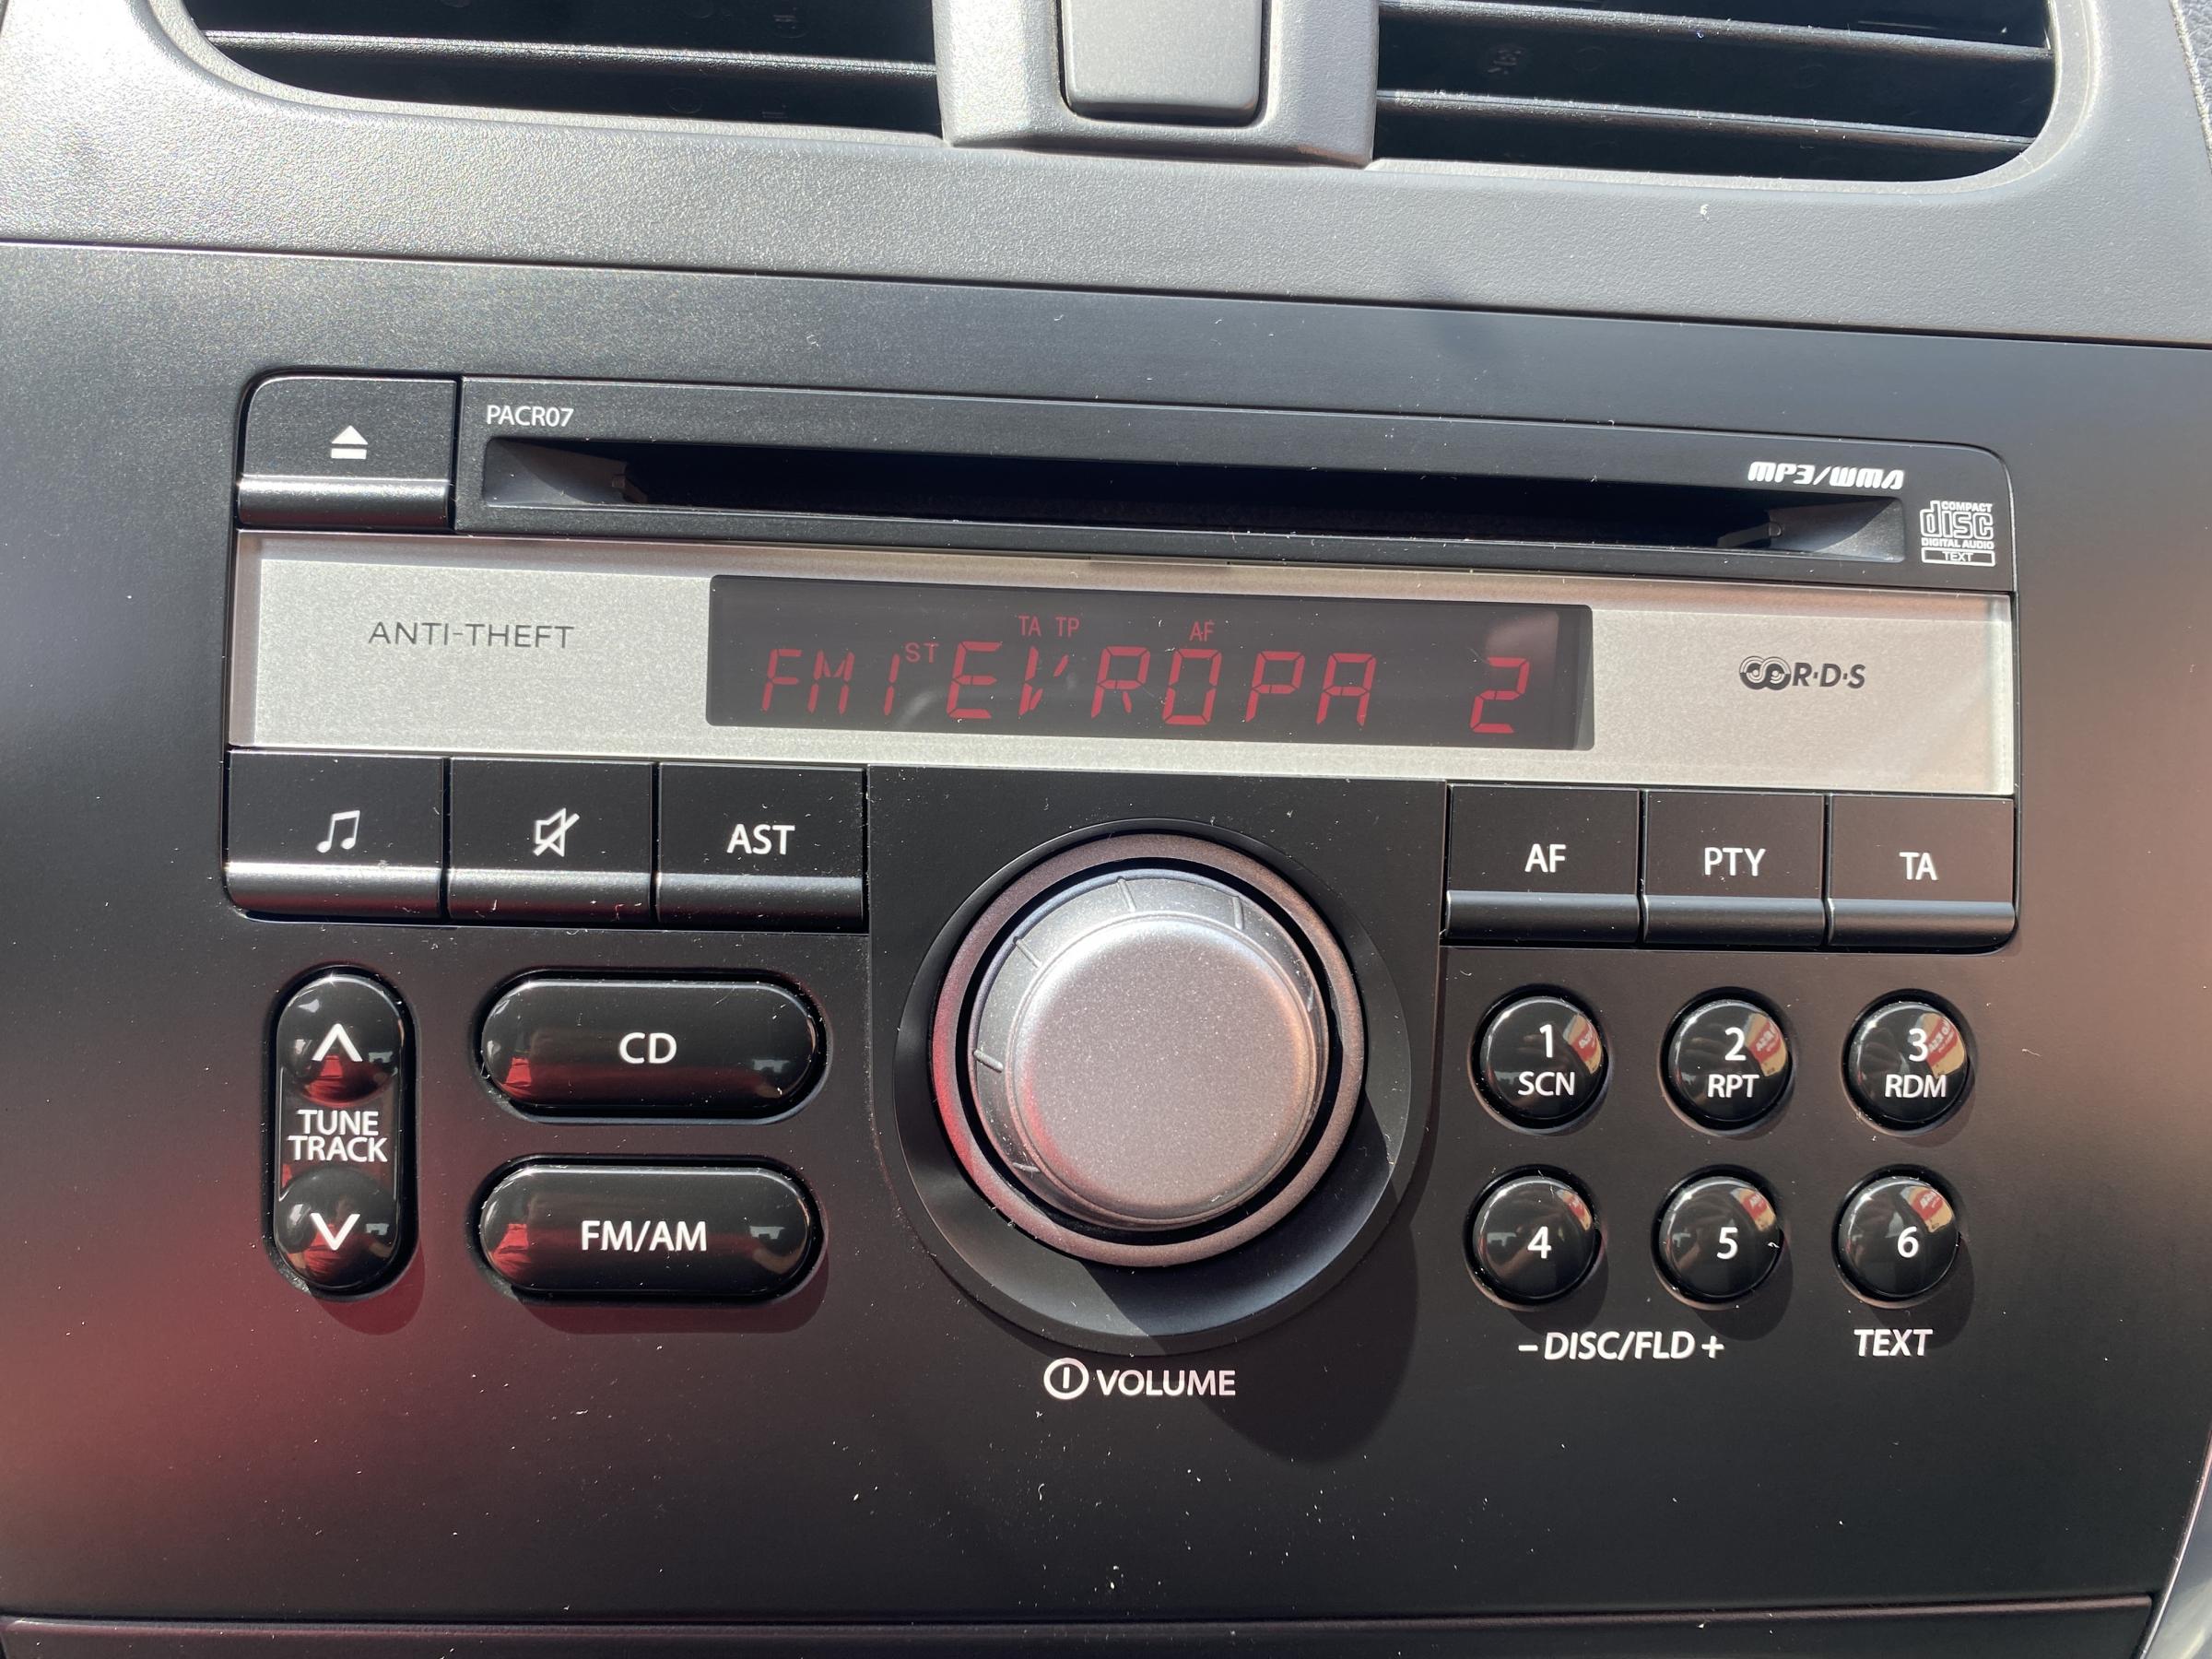 PACR07
MP3/WMA
COMPACT
disc
DIGITAL AUDIO
TEXT
ANTI-THEFT
TA TP AF
FM1 ST EVROPA 2
R·D·S
AST
AF
PTY
TA
TUNE
TRACK
CD
FM/AM
1
SCN
2
RPT
3
RDM
4
5
6
– DISC/FLD +
TEXT
VOLUME